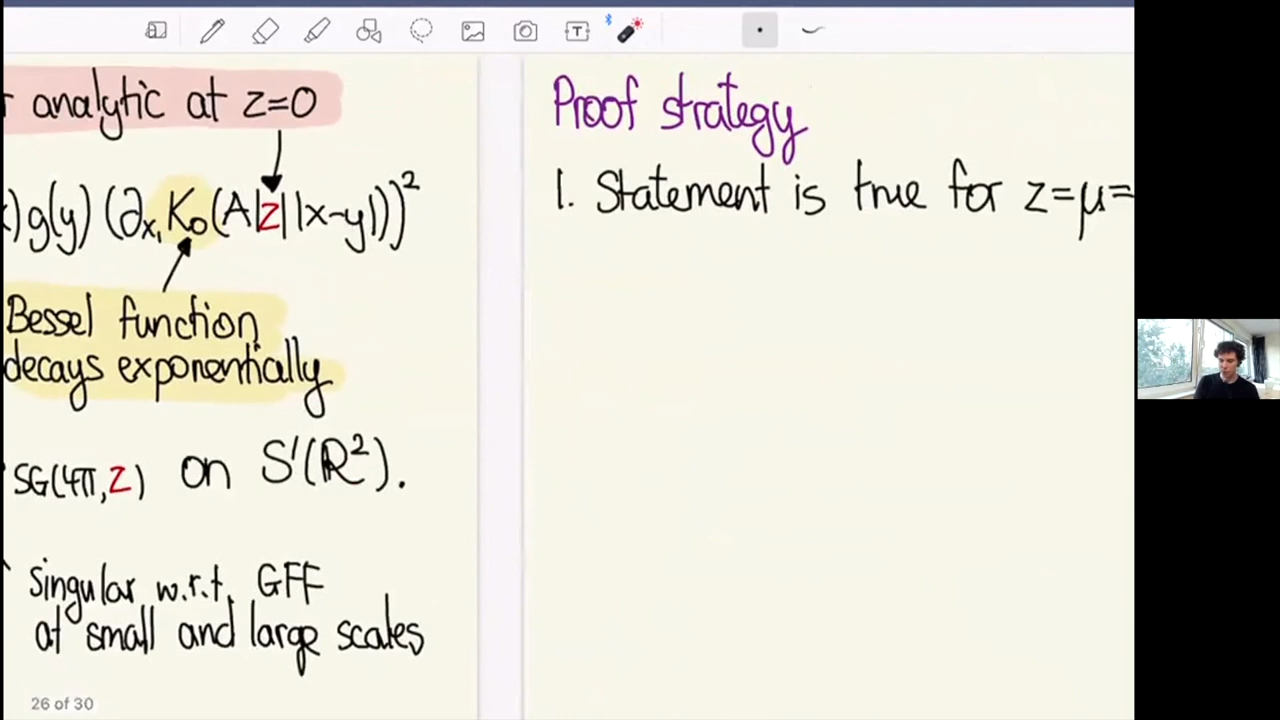 r analytic at z=0
x) g(y) (∂x₁ K₀(A|z||x-y|))²
Bessel function
decays exponentially
SG(4π, z) on S'(R²).
Singular w.r.t. GFF
at small and large scales
26 of 30
Proof strategy
1. Statement is true for z=μ=